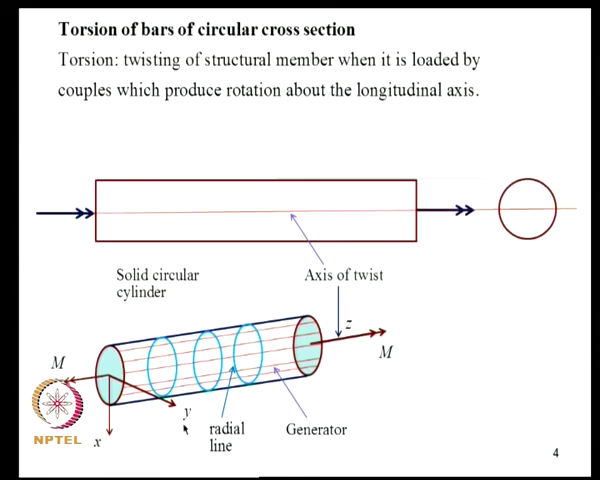 Torsion of bars of circular cross section
Torsion: twisting of structural member when it is loaded by
couples which produce rotation about the longitudinal axis.
Solid circular
cylinder
Axis of twist
z
M
M
y
x
radial
line
Generator
NPTEL
4